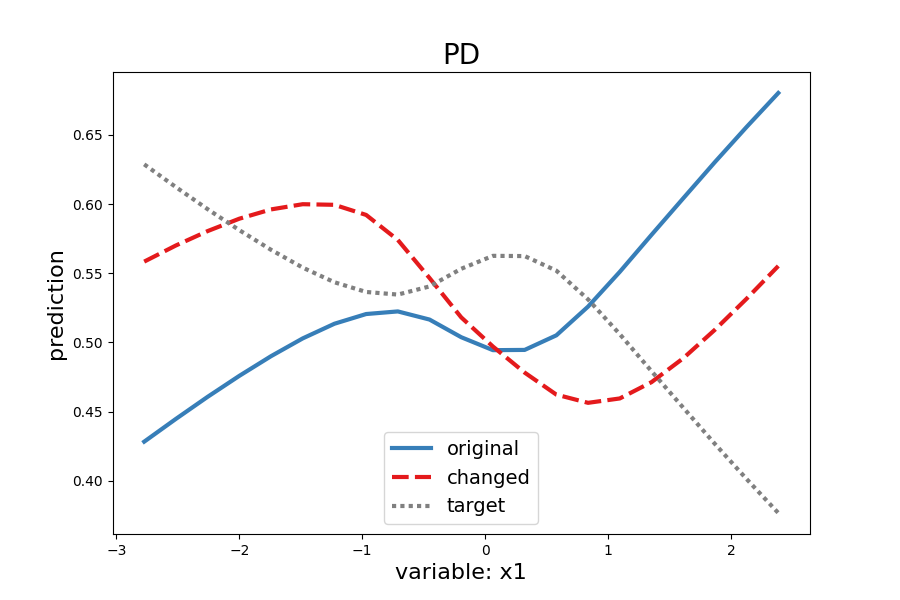 PD
prediction
0.65
0.60
0.55
0.50
0.45
0.40
original
changed
target
−3
−2
−1
0
1
2
variable: x1